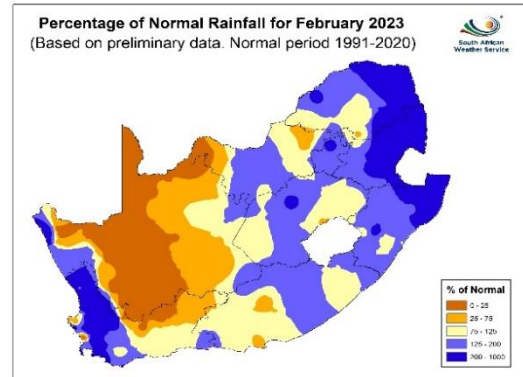 Percentage of Normal Rainfall for February 2023
(Based on preliminary data. Normal period 1991-2020)
South African
Weather Service
% of Normal
0 - 25
25 - 75
75 - 125
125 - 200
200 - 1000